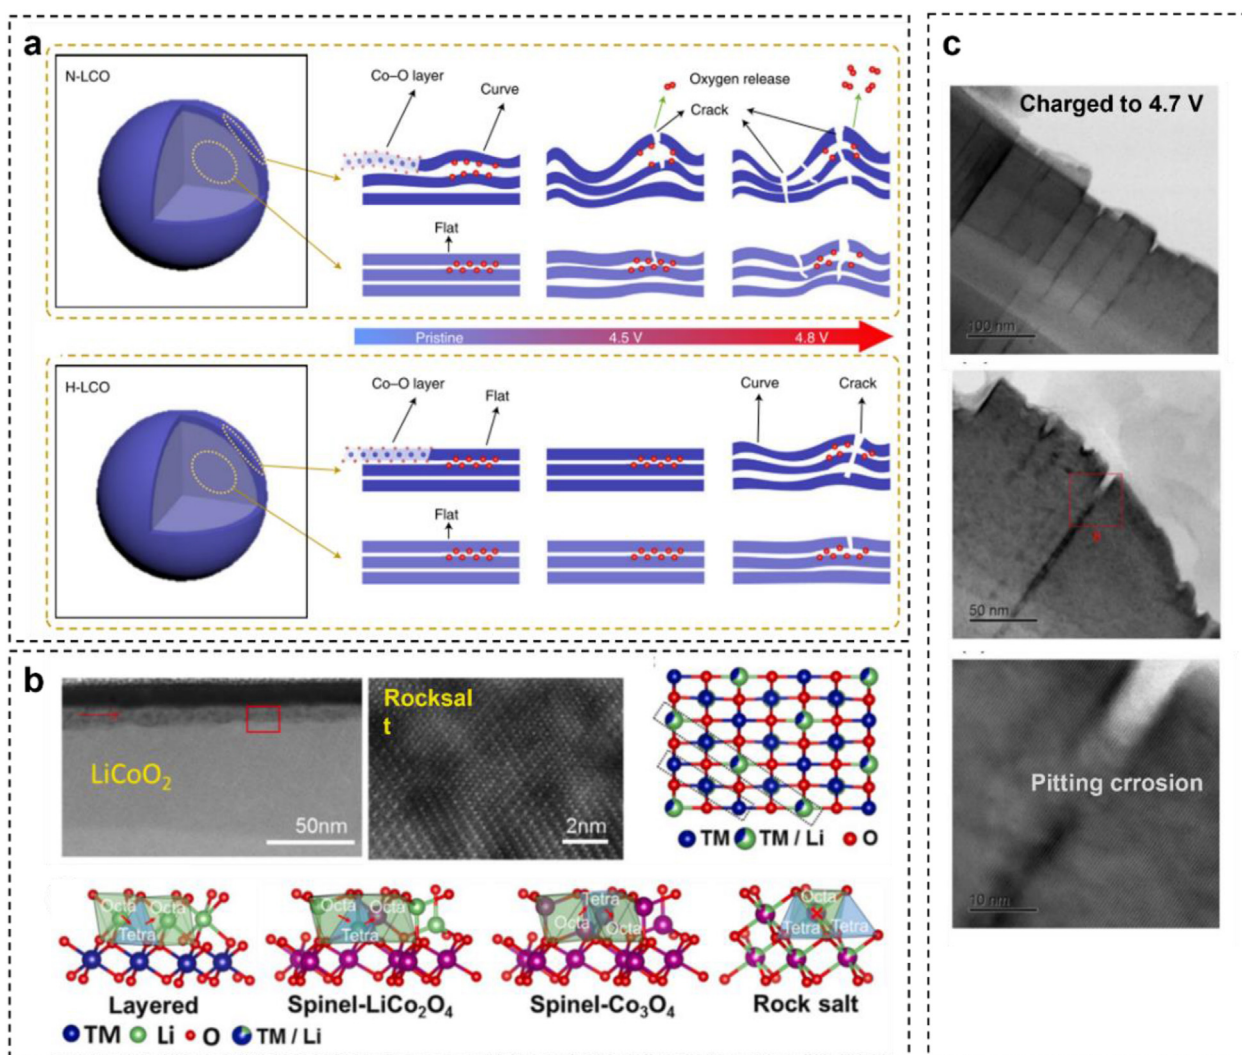 a
N-LCO
Co–O layer
Curve
Oxygen release
Crack
Flat
Pristine
4.5 V
4.8 V
H-LCO
Co–O layer
Flat
Curve
Crack
Flat
b
LiCoO₂
50nm
Rocksal
t
2nm
TM TM / Li O
Octa Octa Tetra
Octa Octa Tetra
Tetra Octa Octa
Octa Tetra Tetra
Layered
Spinel-LiCo₂O₄
Spinel-Co₃O₄
Rock salt
TM Li O TM / Li
c
Charged to 4.7 V
100 nm
50 nm
Pitting crrosion
10 nm